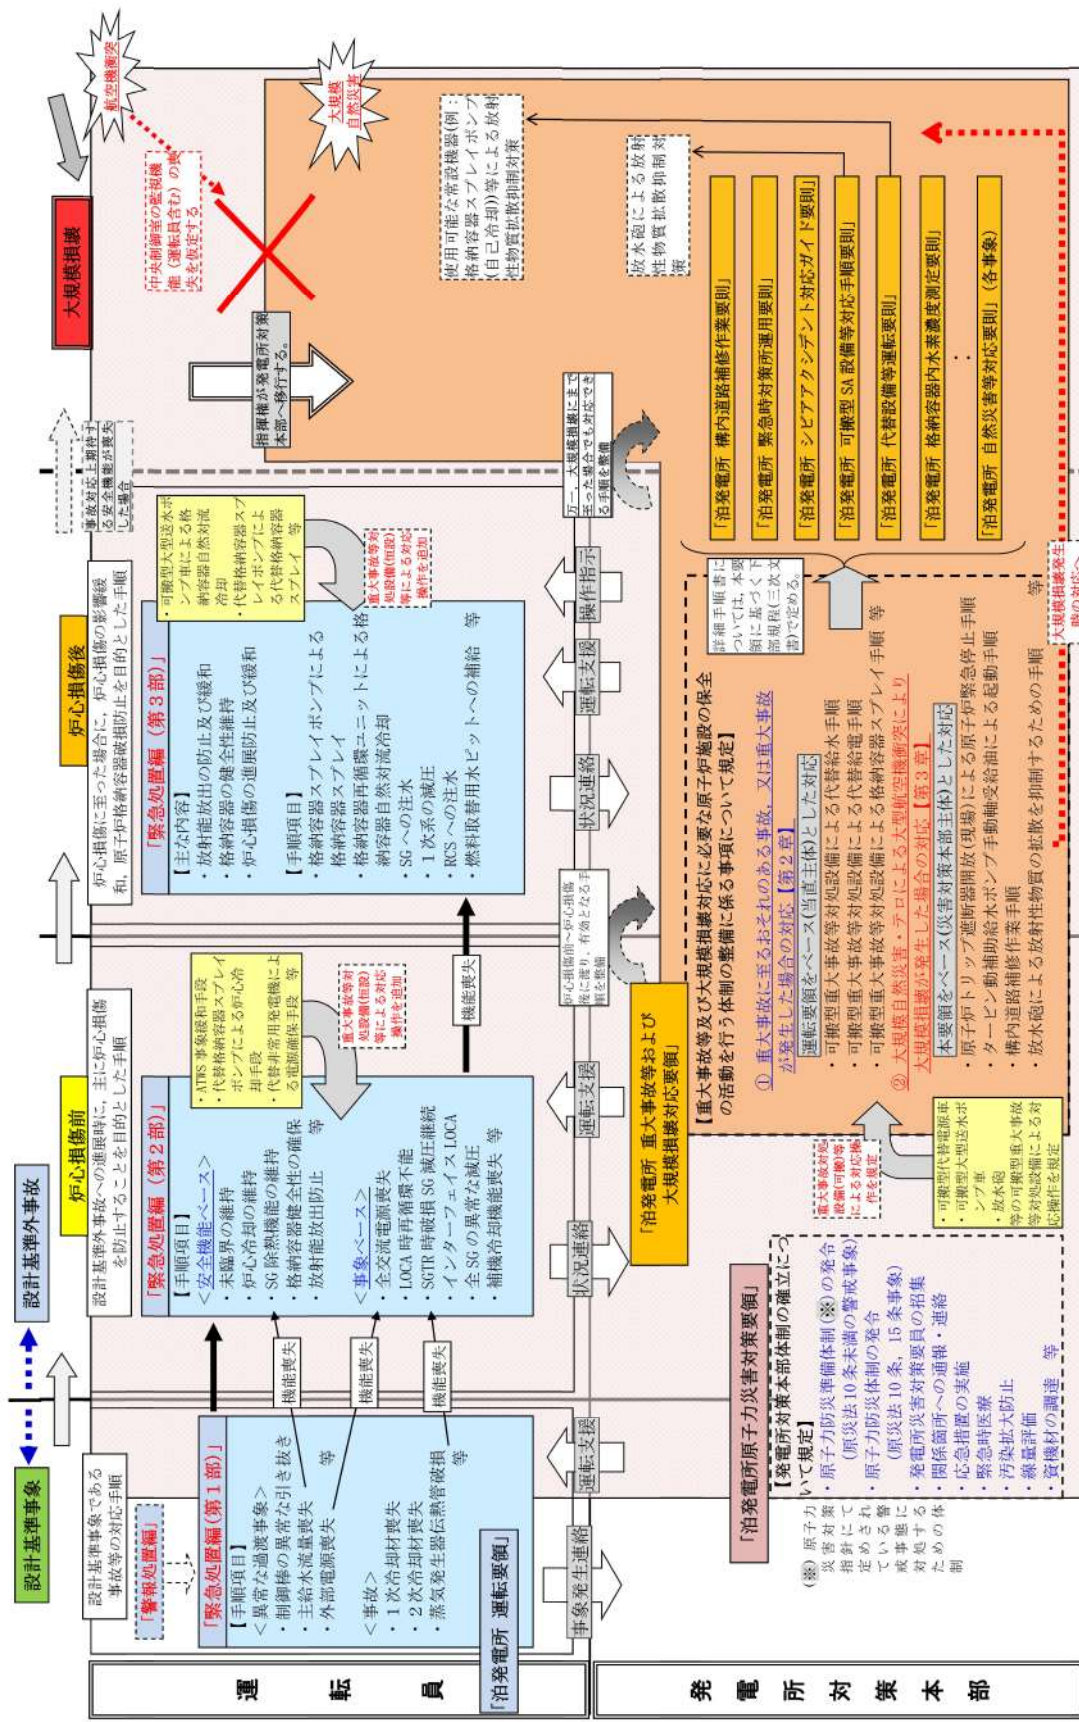 設計基準事象
設計基準外事故
炉心損傷前
炉心損傷後
大規模損壊
航空機衝突
大規模
自然災害
運転員
設計基準事象である
事故等の対応手順
「警報処置編」
「緊急処置編(第1部)」
【手順項目】
<異常な過渡事象>
・制御棒の異常な引き抜き
・主給水流量喪失
・外部電源喪失 等
<事故>
・1次冷却材喪失
・2次冷却材喪失
・蒸気発生器伝熱管破損
等
「泊発電所 運転要領」
機能喪失
機能喪失
機能喪失
設計基準外事故への進展時に、主に炉心損傷
を防止することを目的とした手順
「緊急処置編(第2部)」
【手順項目】
<安全機能ベース>
・未臨界の維持
・炉心冷却の維持
・SG除熱機能の維持
・格納容器健全性の確保
・放射能放出防止 等
<事象ベース>
・全交流電源喪失
・LOCA時再循環不能
・SGTR時破損SG減圧継続
・インターフェイスLOCA
・全SGの異常な減圧
・補機冷却機能喪失 等
・ATWS事象緩和手段
・代替格納容器スプレイ
ポンプによる炉心冷
却手段
・代替非常用発電機によ
る電源確保手段 等
重大事故等対
処設備(恒設)
等による対応
操作を追加
機能喪失
炉心損傷に至った場合に、炉心損傷の影響緩
和，原子炉格納容器破損防止を目的とした手順
「緊急処置編(第3部)」
【主な内容】
・放射能放出の防止及び緩和
・格納容器の健全性維持
・炉心損傷の進展防止及び緩和
【手順項目】
・格納容器スプレイポンプによる
格納容器スプレイ
・格納容器再循環ユニットによる格
納容器自然対流冷却
・SGへの注水
・1次系の減圧
・RCSへの注水
・燃料取替用水ピットへの補給 等
・可搬型大型送水ポ
ンプ車による格
納容器自然対流
冷却
・代替格納容器スプ
レイポンプによ
る代替格納容器
スプレイ 等
重大事故等対
処設備(恒設)
等による対応
操作を追加
事故対応上期待す
る安全機能が喪失
した場合
中央制御室の監視機
能（運転員含む）の喪
失を仮定する
指揮権が発電所対策
本部へ移行する。
事象発生連絡
運転支援
状況連絡
運転支援
状況連絡
運転支援
操作指示
炉心損傷前～炉心損傷
後に渡り，有効となる手
順を整備
万一，大規模損壊にまで
至った場合でも対応でき
る手順を整備
発電所対策本部
「泊発電所原子力災害対策要領」
【発電所対策本部体制の確立につ
いて規定】
・原子力防災準備体制(※)の発令
(原災法10条未満の警戒事象)
・原子力防災体制の発令
(原災法10条，15条事象)
・発電所災害対策要員の招集
・関係箇所への通報・連絡
・応急措置の実施
・緊急時医療
・汚染拡大防止
・線量評価
・資機材の調達 等
(※) 原子力
災害対策
指針にて
定めされ
ている警
戒事態に
対処する
ための体
制
「泊発電所 重大事故等および
大規模損壊対応要領」
【重大事故等及び大規模損壊対応に必要な原子炉施設の保全
の活動を行う体制の整備に係る事項について規定】
① 重大事故に至るおそれのある事故，又は重大事故
が発生した場合の対応【第2章】
運転要領をベース(当直主体)とした対応
・可搬型重大事故等対処設備による代替給水手順
・可搬型重大事故等対処設備による代替給電手順
・可搬型重大事故等対処設備による格納容器スプレイ手順 等
② 大規模自然災害・テロによる大型航空機衝突により
大規模損壊が発生した場合の対応【第3章】
本要領をベース(災害対策本部主体)とした対応
・原子炉トリップ遮断器開放(現場)による原子炉緊急停止手順
・タービン動補助給水ポンプ手動軸受給油による起動手順
・構内道路補修作業手順
・放水砲による放射性物質の拡散を抑制するための手順 等
重大事故対処
設備(可搬)等
による対応操
作を規定
・可搬型代替電源車
・可搬型大型送水ポ
ンプ車
・放水砲
等の可搬型重大事故
等対処設備による対
応操作を規定
詳細手順書に
ついては，本要
領に基づく下
部規程(三次文
書)で定める。
「泊発電所 構内道路補修作業要則」
「泊発電所 緊急時対策所運用要則」
「泊発電所 シビアアクシデント対応ガイド要則」
「泊発電所 可搬型SA設備等対応手順要則」
「泊発電所 代替設備等運転要則」
「泊発電所 格納容器内水素濃度測定要則」
：
「泊発電所 自然災害等対応要則」(各事象)
使用可能な常設機器(例：
格納容器スプレイポンプ
(自己冷却))等による放射
性物質拡散抑制対策
放水砲による放射
性物質拡散抑制対
策
大規模損壊発生
時の対応へ